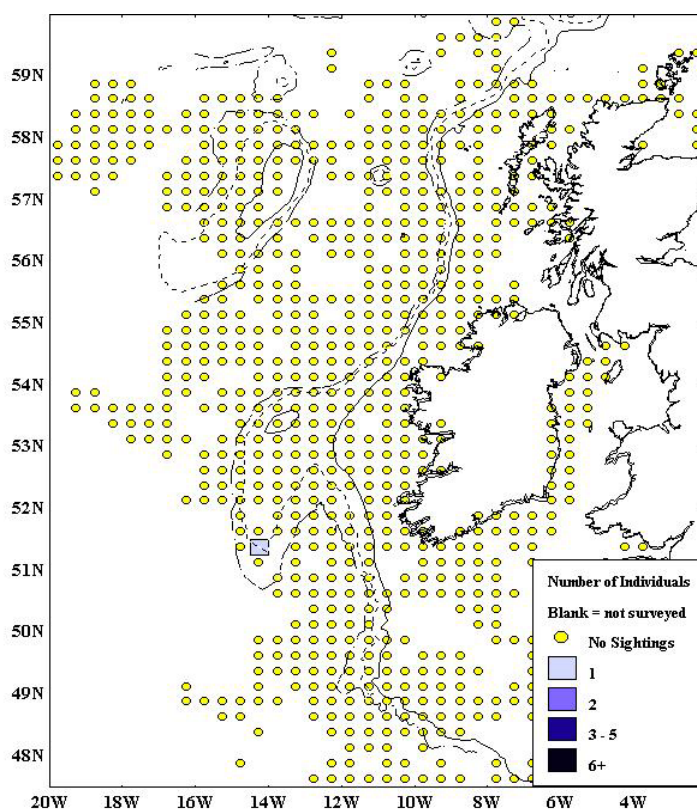 59N
58N
57N
56N
55N
54N
53N
52N
51N
50N
49N
48N
20W 18W 16W 14W 12W 10W 8W 6W 4W
Number of Individuals
Blank = not surveyed
No Sightings
1
2
3 - 5
6+